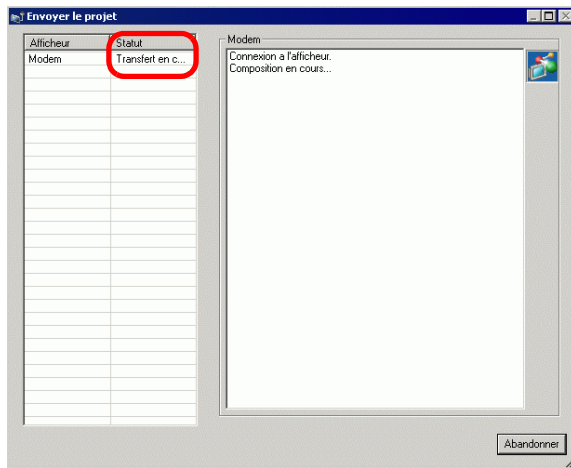 Envoyer le projet
Afficheur Statut
Modem Transfert en c...
Modem
Connexion a l'afficheur.
Composition en cours...
Abandonner